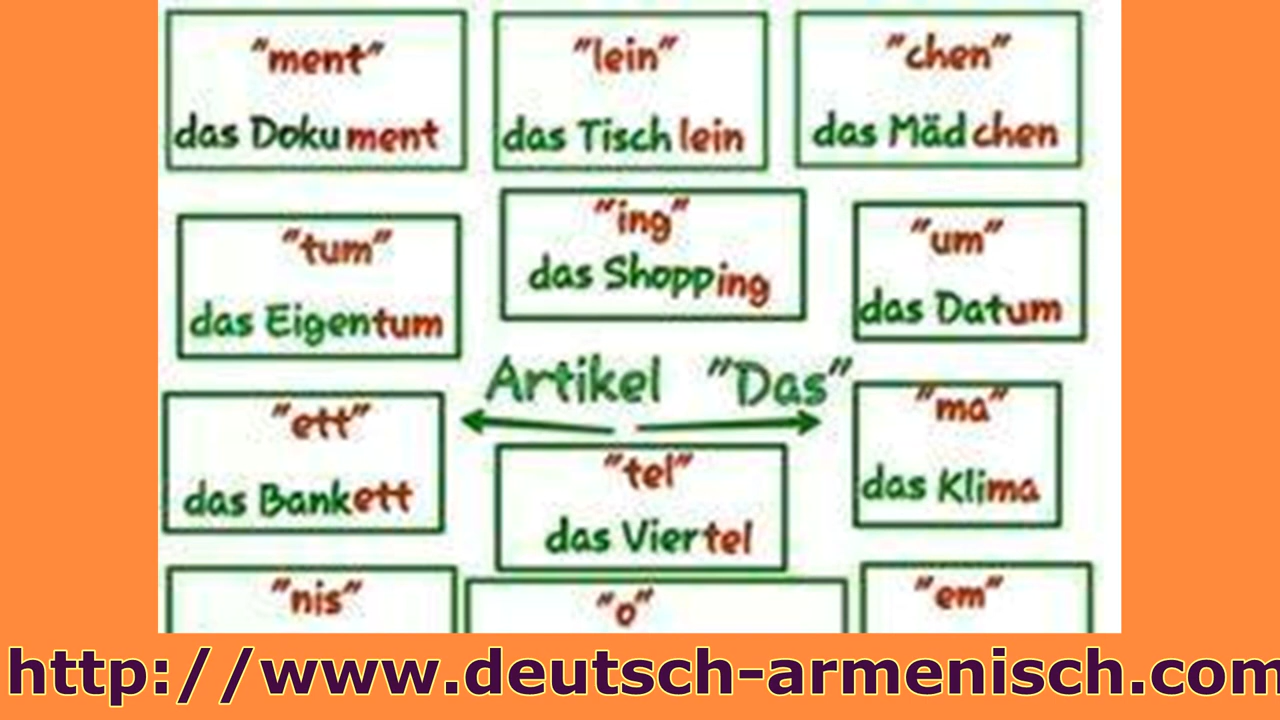 "ment"
das Dokument
"lein"
das Tischlein
"chen"
das Mädchen
"tum"
das Eigentum
"ing"
das Shopping
"um"
das Datum
Artikel "Das"
"ett"
das Bankett
"tel"
das Viertel
"ma"
das Klima
"nis"
"o"
"em"
http://www.deutsch-armenisch.com